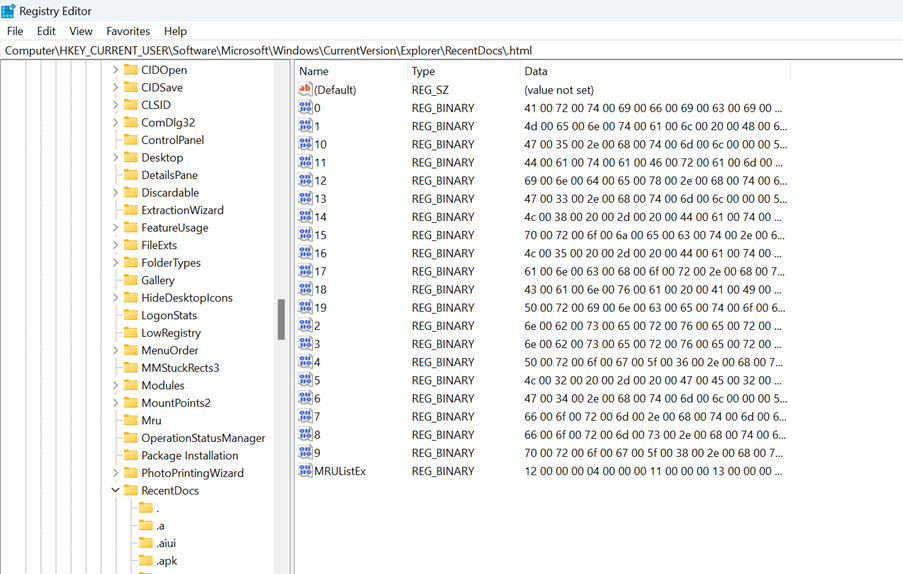 Registry Editor
File Edit View Favorites Help
Computer\HKEY_CURRENT_USER\Software\Microsoft\Windows\CurrentVersion\Explorer\RecentDocs\.html
CIDOpen
CIDSave
CLSID
ComDlg32
ControlPanel
Desktop
DetailsPane
Discardable
ExtractionWizard
FeatureUsage
FileExts
FolderTypes
Gallery
HideDesktopIcons
LogonStats
LowRegistry
MenuOrder
MMStuckRects3
Modules
MountPoints2
Mru
OperationStatusManager
Package Installation
PhotoPrintingWizard
RecentDocs
.
.a
.aiui
.apk
Name Type Data
(Default) REG_SZ (value not set)
0 REG_BINARY 41 00 72 00 74 00 69 00 66 00 69 00 63 00 69 00 ...
1 REG_BINARY 4d 00 65 00 6e 00 74 00 61 00 6c 00 20 00 48 00 6...
10 REG_BINARY 47 00 35 00 2e 00 68 00 74 00 6d 00 6c 00 00 00 5...
11 REG_BINARY 44 00 61 00 74 00 61 00 46 00 72 00 61 00 6d 00 ...
12 REG_BINARY 69 00 6e 00 64 00 65 00 78 00 2e 00 68 00 74 00 6...
13 REG_BINARY 47 00 33 00 2e 00 68 00 74 00 6d 00 6c 00 00 00 5...
14 REG_BINARY 4c 00 38 00 20 00 2d 00 20 00 44 00 61 00 74 00 ...
15 REG_BINARY 70 00 72 00 6f 00 6a 00 65 00 63 00 74 00 2e 00 6...
16 REG_BINARY 4c 00 35 00 20 00 2d 00 20 00 44 00 61 00 74 00 ...
17 REG_BINARY 61 00 6e 00 63 00 68 00 6f 00 72 00 2e 00 68 00 7...
18 REG_BINARY 43 00 61 00 6e 00 76 00 61 00 20 00 41 00 49 00 ...
19 REG_BINARY 50 00 72 00 69 00 6e 00 63 00 65 00 74 00 6f 00 6...
2 REG_BINARY 6e 00 62 00 73 00 65 00 72 00 76 00 65 00 72 00 ...
3 REG_BINARY 6e 00 62 00 73 00 65 00 72 00 76 00 65 00 72 00 ...
4 REG_BINARY 50 00 72 00 6f 00 67 00 5f 00 36 00 2e 00 68 00 7...
5 REG_BINARY 4c 00 32 00 20 00 2d 00 20 00 47 00 45 00 32 00 ...
6 REG_BINARY 47 00 34 00 2e 00 68 00 74 00 6d 00 6c 00 00 00 5...
7 REG_BINARY 66 00 6f 00 72 00 6d 00 2e 00 68 00 74 00 6d 00 6...
8 REG_BINARY 66 00 6f 00 72 00 6d 00 73 00 2e 00 68 00 74 00 6...
9 REG_BINARY 70 00 72 00 6f 00 67 00 5f 00 38 00 2e 00 68 00 7...
MRUListEx REG_BINARY 12 00 00 00 04 00 00 00 11 00 00 00 13 00 00 00 ...